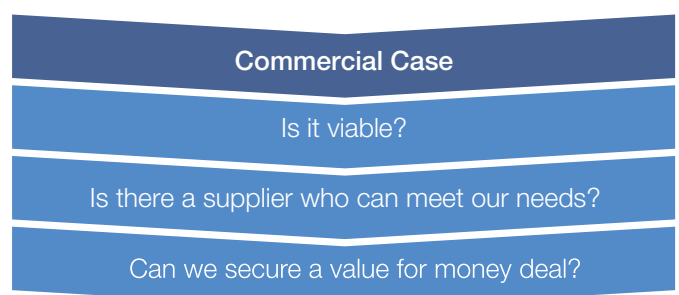 Commercial Case
Is it viable?
Is there a supplier who can meet our needs?
Can we secure a value for money deal?